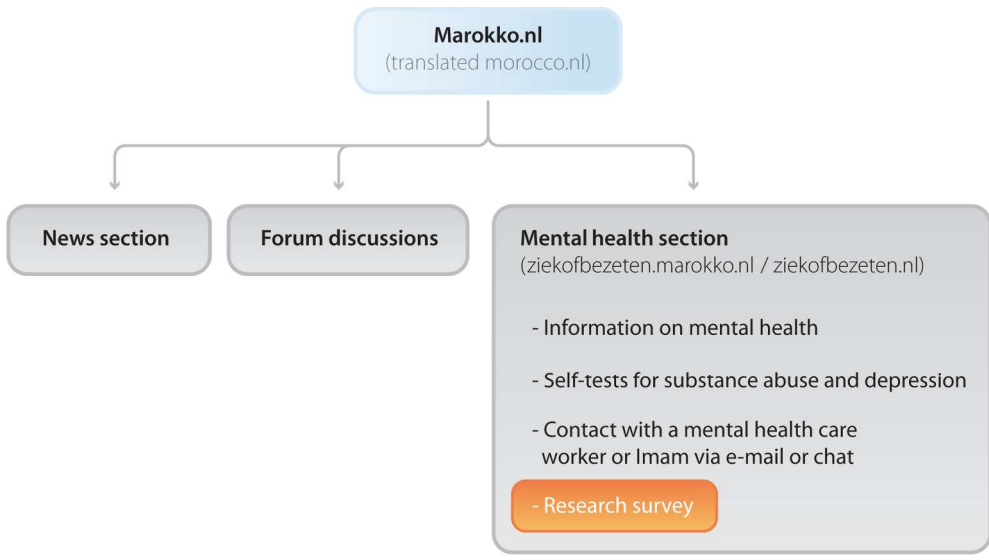 Marokko.nl
(translated morocco.nl)
News section
Forum discussions
Mental health section
(ziekofbezeten.marokko.nl / ziekofbezeten.nl)
- Information on mental health
- Self-tests for substance abuse and depression
- Contact with a mental health care
worker or Imam via e-mail or chat
- Research survey